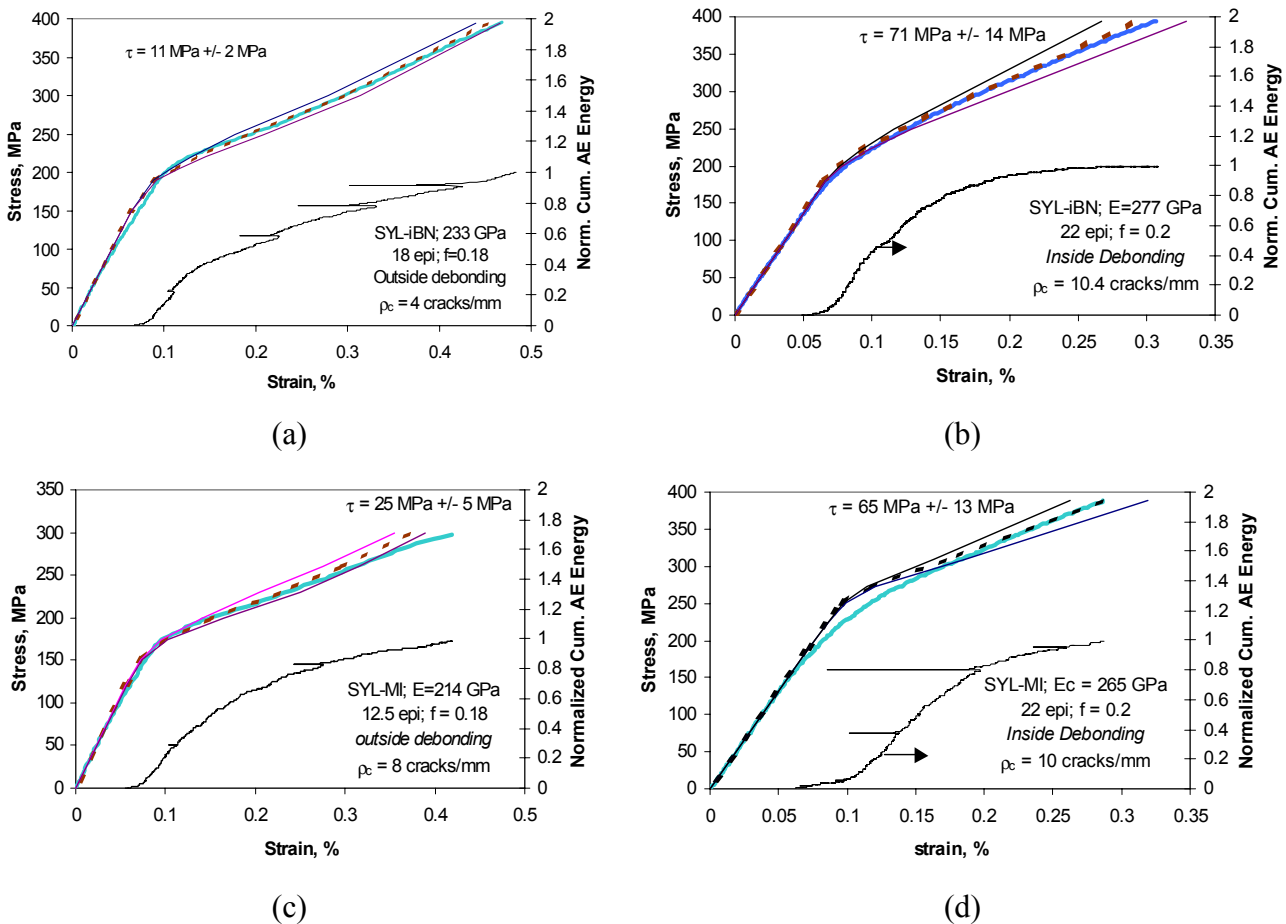 400
350
300
250
200
150
100
50
0
Stress, MPa
τ = 11 MPa +/- 2 MPa
SYL-iBN; 233 GPa
18 epi; f=0.18
Outside debonding
ρc = 4 cracks/mm
2
1.8
1.6
1.4
1.2
1
0.8
0.6
0.4
0.2
0
Norm. Cum. AE Energy
0 0.1 0.2 0.3 0.4 0.5
Strain, %
(a)
400
350
300
250
200
150
100
50
0
Stress, MPa
τ = 71 MPa +/- 14 MPa
SYL-iBN; E=277 GPa
22 epi; f = 0.2
Inside Debonding
ρc = 10.4 cracks/mm
2
1.8
1.6
1.4
1.2
1
0.8
0.6
0.4
0.2
0
Norm. Cum. AE Energy
0 0.05 0.1 0.15 0.2 0.25 0.3 0.35
Strain, %
(b)
350
300
250
200
150
100
50
0
Stress, MPa
τ = 25 MPa +/- 5 MPa
SYL-MI; E=214 GPa
12.5 epi; f = 0.18
outside debonding
ρc = 8 cracks/mm
2
1.8
1.6
1.4
1.2
1
0.8
0.6
0.4
0.2
0
Normalized Cum. AE Energy
0 0.1 0.2 0.3 0.4 0.5
Strain, %
(c)
400
350
300
250
200
150
100
50
0
Stress, MPa
τ = 65 MPa +/- 13 MPa
SYL-MI; Ec = 265 GPa
22 epi; f = 0.2
Inside Debonding
ρc = 10 cracks/mm
2
1.8
1.6
1.4
1.2
1
0.8
0.6
0.4
0.2
0
Normalized Cum. AE Energy
0 0.05 0.1 0.15 0.2 0.25 0.3 0.35
strain, %
(d)